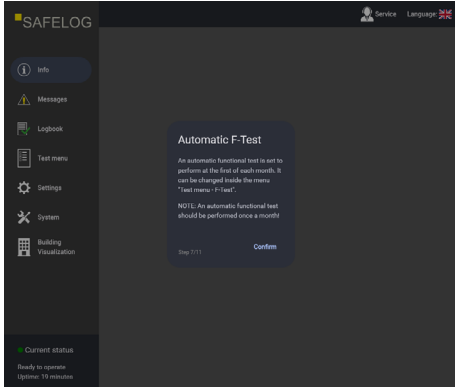 SAFELOG
Service
Language:
Info
Messages
Logbook
Test menu
Settings
System
Building
Visualization
Automatic F-Test
An automatic functional test is set to
perform at the first of each month. It
can be changed inside the menu
"Test menu - F-Test".
NOTE: An automatic functional test
should be performed once a month!
Step 7/11
Confirm
Current status
Ready to operate
Uptime: 19 minutes